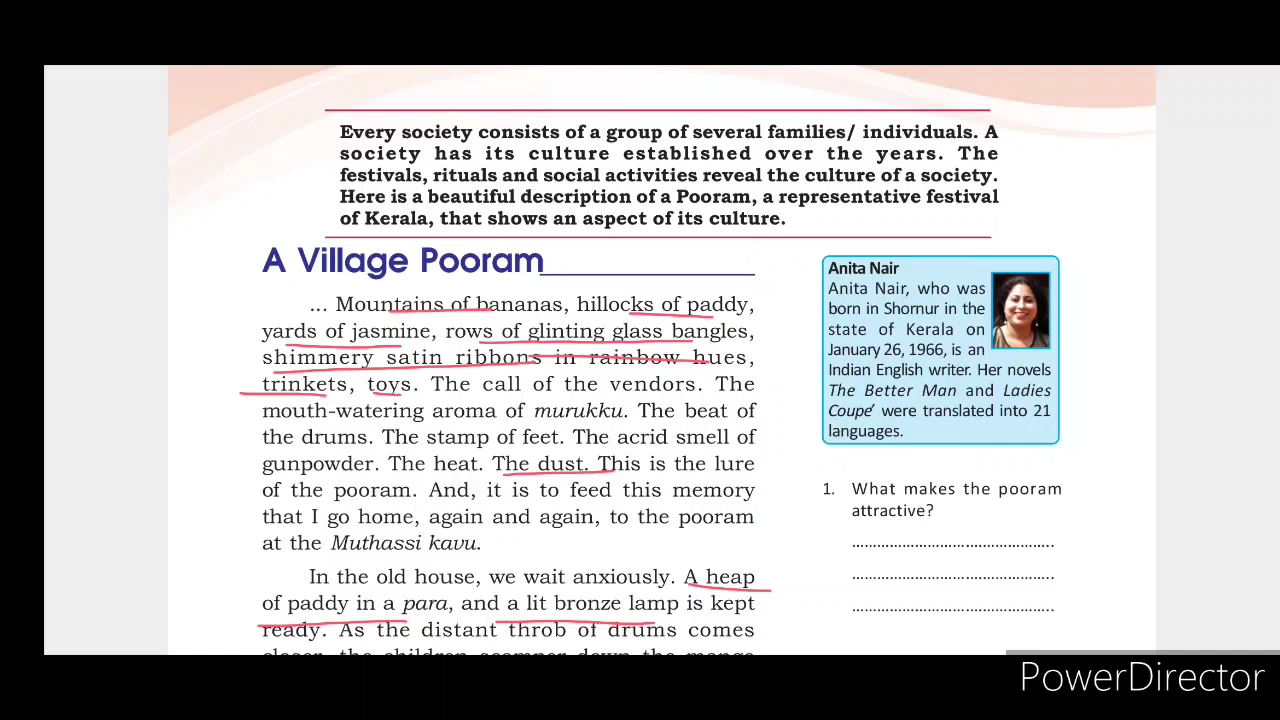 Every society consists of a group of several families/ individuals. A
society has its culture established over the years. The
festivals, rituals and social activities reveal the culture of a society.
Here is a beautiful description of a Pooram, a representative festival
of Kerala, that shows an aspect of its culture.
A Village Pooram
... Mountains of bananas, hillocks of paddy,
yards of jasmine, rows of glinting glass bangles,
shimmery satin ribbons in rainbow hues,
trinkets, toys. The call of the vendors. The
mouth-watering aroma of murukku. The beat of
the drums. The stamp of feet. The acrid smell of
gunpowder. The heat. The dust. This is the lure
of the pooram. And, it is to feed this memory
that I go home, again and again, to the pooram
at the Muthassi kavu.
In the old house, we wait anxiously. A heap
of paddy in a para, and a lit bronze lamp is kept
ready. As the distant throb of drums comes
closer, the children scamper down the mango
Anita Nair
Anita Nair, who was
born in Shornur in the
state of Kerala on
January 26, 1966, is an
Indian English writer. Her novels
The Better Man and Ladies
Coupe’ were translated into 21
languages.
1. What makes the pooram
attractive?
................................................
................................................
................................................
PowerDirector